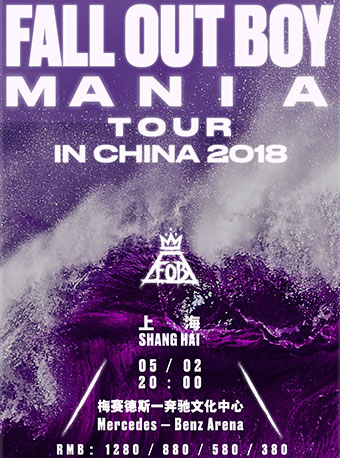 FALL OUT BOY
MANIA
TOUR
IN CHINA 2018
FOB
上 海
SHANG HAI
05 / 02
20 : 00
梅赛德斯—奔驰文化中心
Mercedes — Benz Arena
RMB : 1280 / 880 / 580 / 380